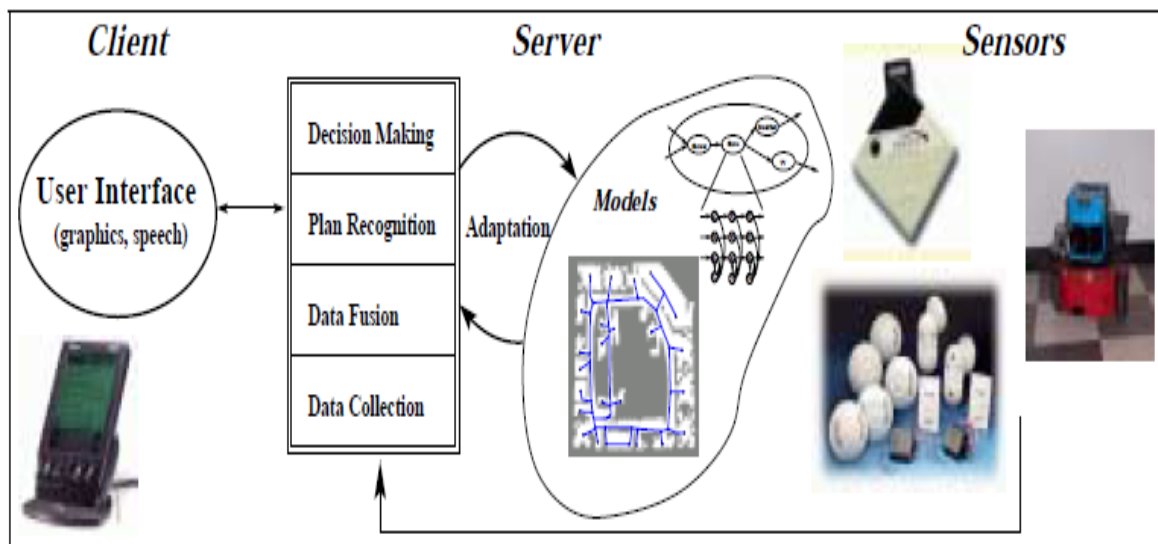 Client
Server
Sensors
User Interface
(graphics, speech)
Decision Making
Plan Recognition
Data Fusion
Data Collection
Adaptation
Models